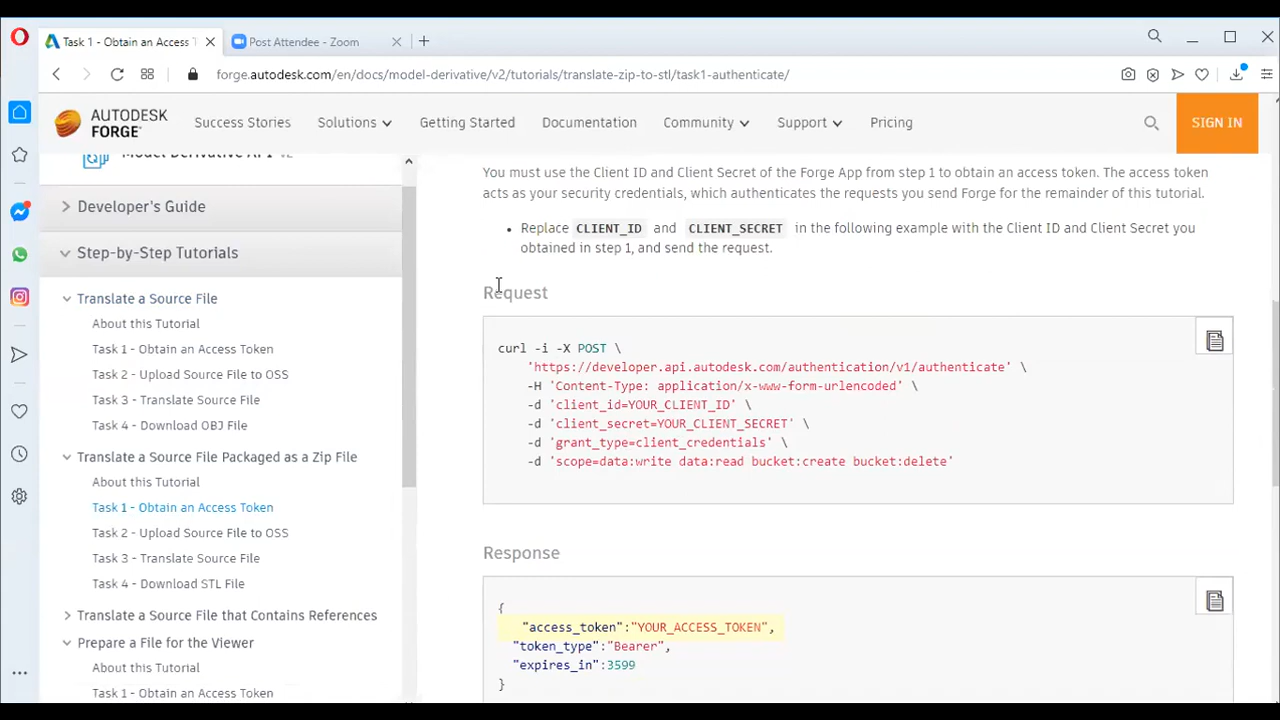 Task 1 - Obtain an Access T
Post Attendee - Zoom
forge.autodesk.com/en/docs/model-derivative/v2/tutorials/translate-zip-to-stl/task1-authenticate/
AUTODESK
FORGE
Success Stories
Solutions
Getting Started
Documentation
Community
Support
Pricing
SIGN IN
Model Derivative API v2
Developer's Guide
Step-by-Step Tutorials
Translate a Source File
About this Tutorial
Task 1 - Obtain an Access Token
Task 2 - Upload Source File to OSS
Task 3 - Translate Source File
Task 4 - Download OBJ File
Translate a Source File Packaged as a Zip File
About this Tutorial
Task 1 - Obtain an Access Token
Task 2 - Upload Source File to OSS
Task 3 - Translate Source File
Task 4 - Download STL File
Translate a Source File that Contains References
Prepare a File for the Viewer
About this Tutorial
Task 1 - Obtain an Access Token
You must use the Client ID and Client Secret of the Forge App from step 1 to obtain an access token. The access token
acts as your security credentials, which authenticates the requests you send Forge for the remainder of this tutorial.
• Replace CLIENT_ID and CLIENT_SECRET in the following example with the Client ID and Client Secret you
obtained in step 1, and send the request.
Request
curl -i -X POST \
'https://developer.api.autodesk.com/authentication/v1/authenticate' \
-H 'Content-Type: application/x-www-form-urlencoded' \
-d 'client_id=YOUR_CLIENT_ID' \
-d 'client_secret=YOUR_CLIENT_SECRET' \
-d 'grant_type=client_credentials' \
-d 'scope=data:write data:read bucket:create bucket:delete'
Response
{
"access_token":"YOUR_ACCESS_TOKEN",
"token_type":"Bearer",
"expires_in":3599
}